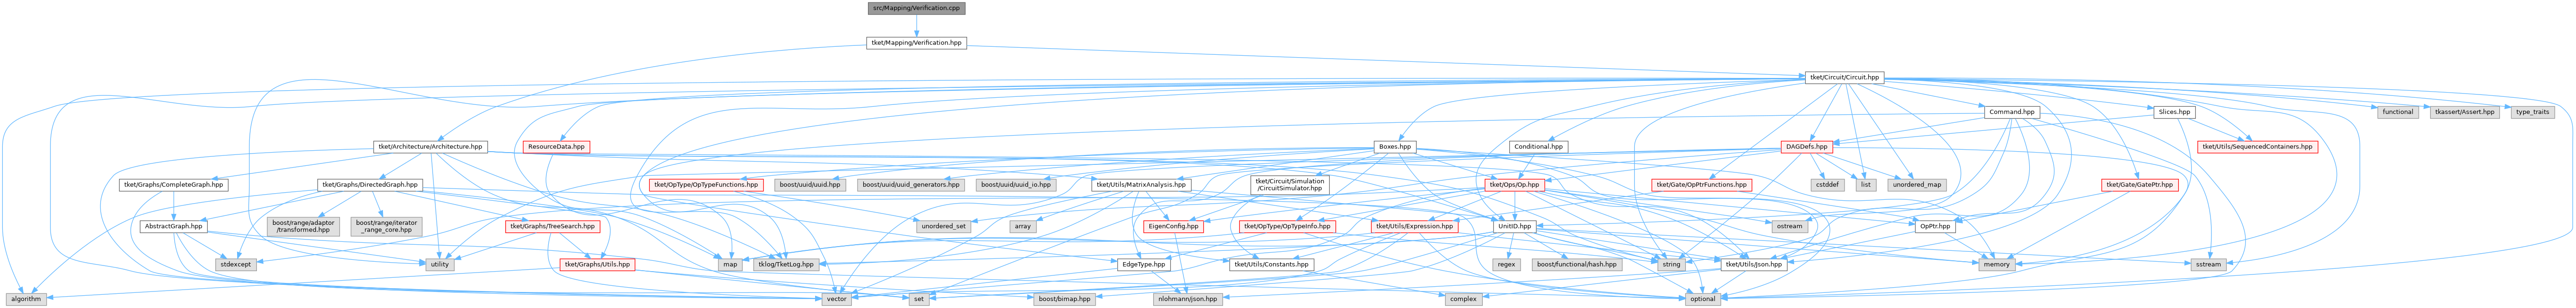 src/Mapping/Verification.cpp
tket/Mapping/Verification.hpp
tket/Circuit/Circuit.hpp
Command.hpp
Slices.hpp
functional
tkassert/Assert.hpp
type_traits
tket/Architecture/Architecture.hpp
ResourceData.hpp
Boxes.hpp
Conditional.hpp
DAGDefs.hpp
tket/Utils/SequencedContainers.hpp
tket/Graphs/CompleteGraph.hpp
tket/Graphs/DirectedGraph.hpp
tket/OpType/OpTypeFunctions.hpp
boost/uuid/uuid.hpp
boost/uuid/uuid_generators.hpp
boost/uuid/uuid_io.hpp
tket/Utils/MatrixAnalysis.hpp
tket/Circuit/Simulation
/CircuitSimulator.hpp
tket/Ops/Op.hpp
tket/Gate/OpPtrFunctions.hpp
cstddef
list
unordered_map
tket/Gate/GatePtr.hpp
AbstractGraph.hpp
boost/range/adaptor
/transformed.hpp
boost/range/iterator
_range_core.hpp
tket/Graphs/TreeSearch.hpp
unordered_set
array
EigenConfig.hpp
tket/OpType/OpTypeInfo.hpp
tket/Utils/Expression.hpp
UnitID.hpp
ostream
OpPtr.hpp
stdexcept
utility
tket/Graphs/Utils.hpp
map
tklog/TketLog.hpp
EdgeType.hpp
tket/Utils/Constants.hpp
regex
boost/functional/hash.hpp
string
tket/Utils/Json.hpp
memory
sstream
algorithm
vector
set
boost/bimap.hpp
nlohmann/json.hpp
complex
optional